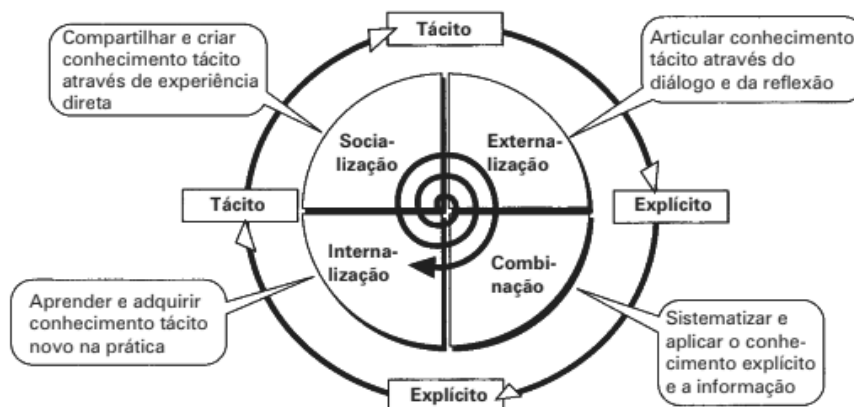 Tácito
Compartilhar e criar
conhecimento tácito
através de experiência
direta
Articular conhecimento
tácito através do
diálogo e da reflexão
Socia-
lização
Externa-
lização
Tácito
Explícito
Interna-
lização
Combi-
nação
Aprender e adquirir
conhecimento tácito
novo na prática
Sistematizar e
aplicar o conhe-
cimento explícito
e a informação
Explícito